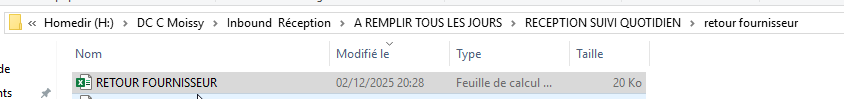 « Homedir (H:) > DC C Moissy > Inbound Réception > A REMPLIR TOUS LES JOURS > RECEPTION SUIVI QUOTIDIEN > retour fournisseur
Nom Modifié le Type Taille
de
RETOUR FOURNISSEUR 02/12/2025 20:28 Feuille de calcul ... 20 Ko
nts